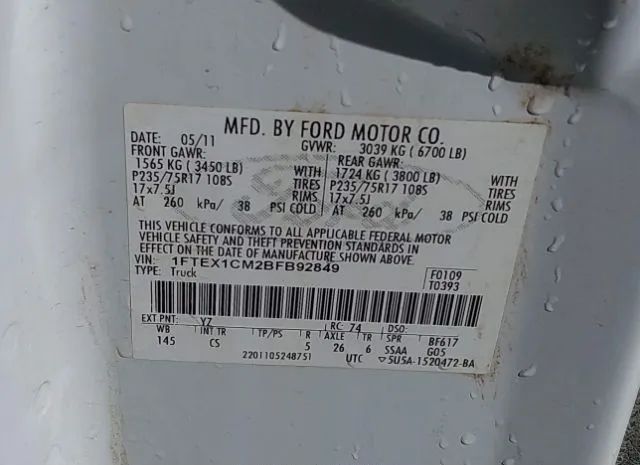 MFD. BY FORD MOTOR CO.
DATE: 05/11 GVWR: 3039 KG ( 6700 LB)
FRONT GAWR: REAR GAWR:
1565 KG ( 3450 LB) WITH 1724 KG ( 3800 LB) WITH
P235/75R17 108S TIRES P235/75R17 108S TIRES
17x7.5J RIMS 17x7.5J RIMS
AT 260 kPa/ 38 PSI COLD AT 260 kPa/ 38 PSI COLD
THIS VEHICLE CONFORMS TO ALL APPLICABLE FEDERAL MOTOR
VEHICLE SAFETY AND THEFT PREVENTION STANDARDS IN
EFFECT ON THE DATE OF MANUFACTURE SHOWN ABOVE.
VIN: 1FTEX1CM2BFB92849
TYPE: Truck
F0109
T0393
EXT PNT: YZ RC: 74 DSO:
WB INT TR TP/PS R AXLE TR SPR BF617
145 CS 5 26 6 SSAA G05
2201105248751 UTC ▽5U5A-1520472-BA